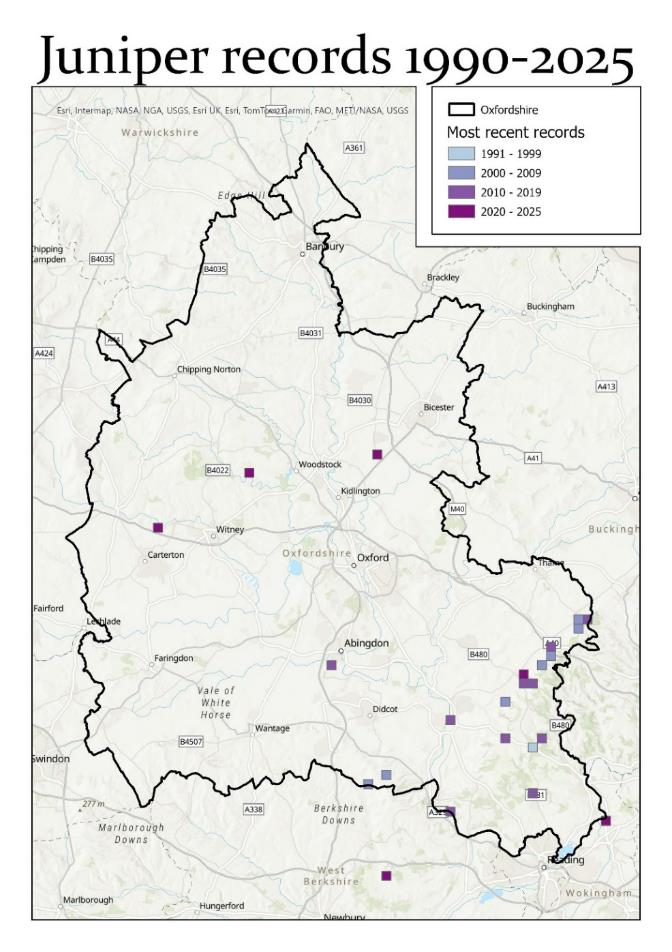 Juniper records 1990-2025
Esri, Intermap, NASA, NGA, USGS, Esri UK, Esri, TomTom, Garmin, FAO, METI/NASA, USGS
Oxfordshire
Most recent records
1991 - 1999
2000 - 2009
2010 - 2019
2020 - 2025
Warwickshire
A361
Edge Hill
Banbury
hipping
ampden
B4035
B4035
Brackley
Buckingham
B4031
A44
A424
Chipping Norton
A413
B4030
Bicester
A41
B4022
Woodstock
Kidlington
M40
Witney
Buckingh
Oxfordshire
Oxford
Carterton
Thame
Fairford
Lechlade
Abingdon
A40
B480
Faringdon
Vale of
White
Horse
Didcot
B480
Wantage
B4507
Swindon
277 m
A338
Berkshire
Downs
Marlborough
Downs
Reading
West
Berkshire
Wokingham
Marlborough
Hungerford
Newbury